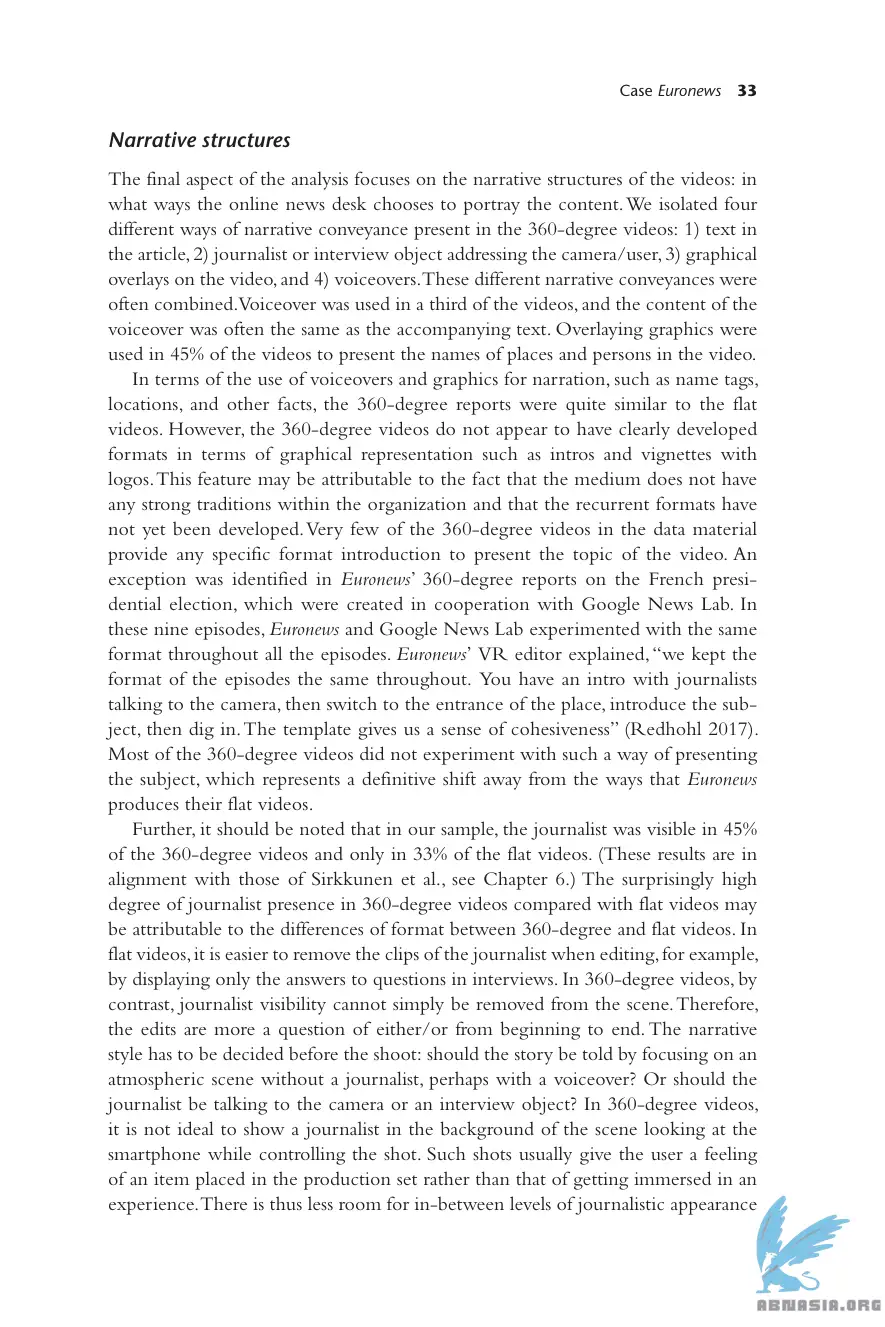 Case Euronews 33
Narrative structures
The final aspect of the analysis focuses on the narrative structures of the videos: in
what ways the online news desk chooses to portray the content. We isolated four
different ways of narrative conveyance present in the 360-degree videos: 1) text in
the article, 2) journalist or interview object addressing the camera/user, 3) graphical
overlays on the video, and 4) voiceovers. These different narrative conveyances were
often combined. Voiceover was used in a third of the videos, and the content of the
voiceover was often the same as the accompanying text. Overlaying graphics were
used in 45% of the videos to present the names of places and persons in the video.
In terms of the use of voiceovers and graphics for narration, such as name tags,
locations, and other facts, the 360-degree reports were quite similar to the flat
videos. However, the 360-degree videos do not appear to have clearly developed
formats in terms of graphical representation such as intros and vignettes with
logos. This feature may be attributable to the fact that the medium does not have
any strong traditions within the organization and that the recurrent formats have
not yet been developed. Very few of the 360-degree videos in the data material
provide any specific format introduction to present the topic of the video. An
exception was identified in Euronews’ 360-degree reports on the French presi-
dential election, which were created in cooperation with Google News Lab. In
these nine episodes, Euronews and Google News Lab experimented with the same
format throughout all the episodes. Euronews’ VR editor explained, “we kept the
format of the episodes the same throughout. You have an intro with journalists
talking to the camera, then switch to the entrance of the place, introduce the sub-
ject, then dig in. The template gives us a sense of cohesiveness” (Redhohl 2017).
Most of the 360-degree videos did not experiment with such a way of presenting
the subject, which represents a definitive shift away from the ways that Euronews
produces their flat videos.
Further, it should be noted that in our sample, the journalist was visible in 45%
of the 360-degree videos and only in 33% of the flat videos. (These results are in
alignment with those of Sirkkunen et al., see Chapter 6.) The surprisingly high
degree of journalist presence in 360-degree videos compared with flat videos may
be attributable to the differences of format between 360-degree and flat videos. In
flat videos, it is easier to remove the clips of the journalist when editing, for example,
by displaying only the answers to questions in interviews. In 360-degree videos, by
contrast, journalist visibility cannot simply be removed from the scene. Therefore,
the edits are more a question of either/or from beginning to end. The narrative
style has to be decided before the shoot: should the story be told by focusing on an
atmospheric scene without a journalist, perhaps with a voiceover? Or should the
journalist be talking to the camera or an interview object? In 360-degree videos,
it is not ideal to show a journalist in the background of the scene looking at the
smartphone while controlling the shot. Such shots usually give the user a feeling
of an item placed in the production set rather than that of getting immersed in an
experience. There is thus less room for in-between levels of journalistic appearance
ABNASIA.ORG